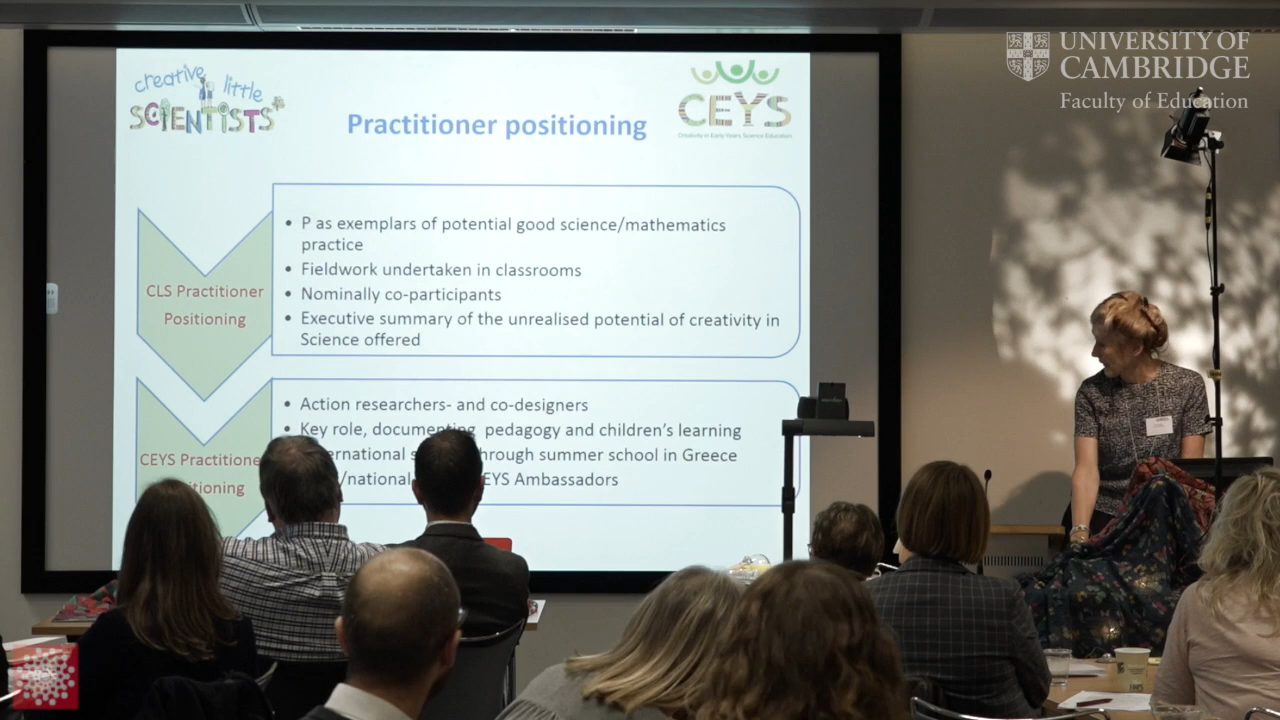 UNIVERSITY OF
CAMBRIDGE
Faculty of Education
creative little
SCIENTISTS
CEYS
Creativity in Early Years Science Education
Practitioner positioning
CLS Practitioner
Positioning
• P as exemplars of potential good science/mathematics
practice
• Fieldwork undertaken in classrooms
• Nominally co-participants
• Executive summary of the unrealised potential of creativity in
Science offered
CEYS Practitione
itioning
• Action researchers- and co-designers
• Key role, documenting pedagogy and children's learning
ernational s through summer school in Greece
/national EYS Ambassadors